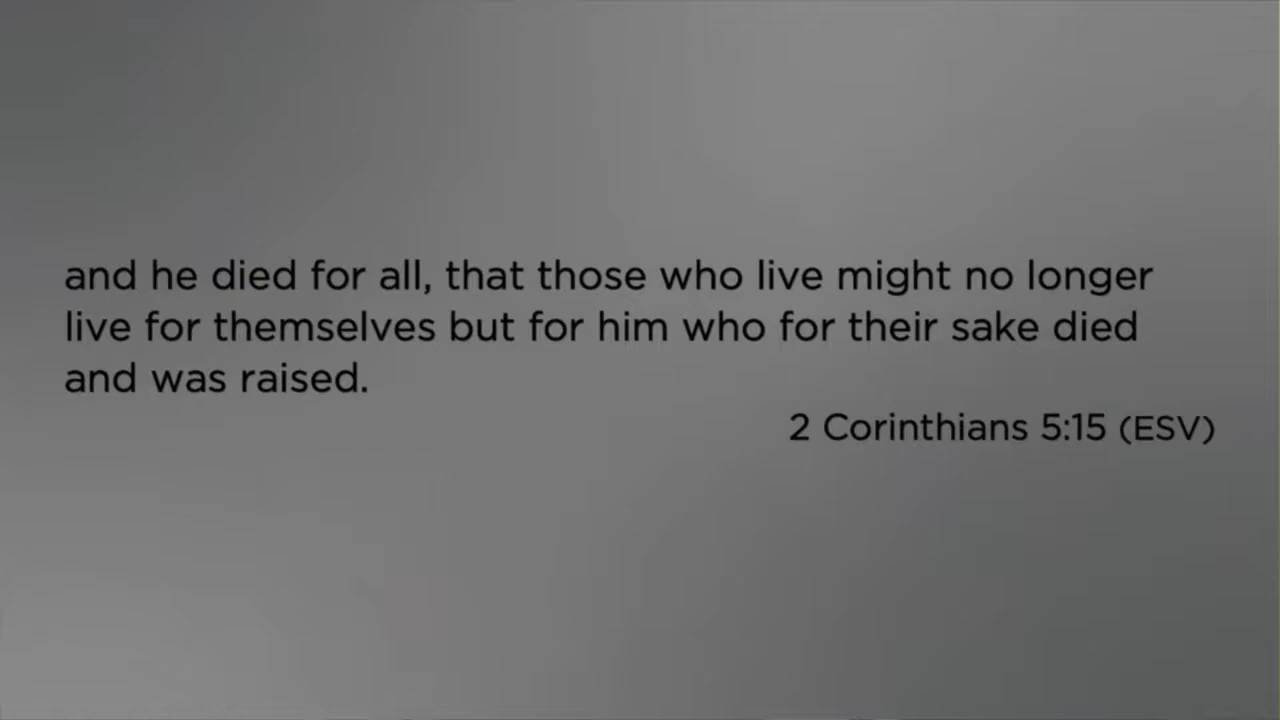 and he died for all, that those who live might no longer
live for themselves but for him who for their sake died
and was raised.
2 Corinthians 5:15 (ESV)